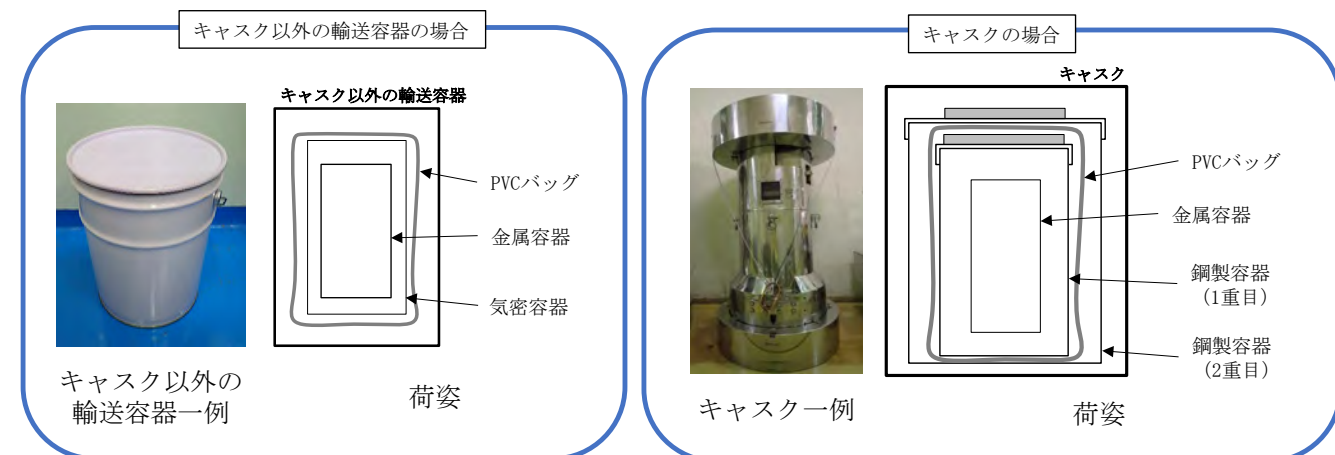 キャスク以外の輸送容器の場合
キャスク以外の輸送容器
PVCバッグ
金属容器
気密容器
キャスク以外の
輸送容器一例
荷姿
キャスクの場合
キャスク
PVCバッグ
金属容器
鋼製容器
(1重目)
鋼製容器
(2重目)
キャスク一例
荷姿